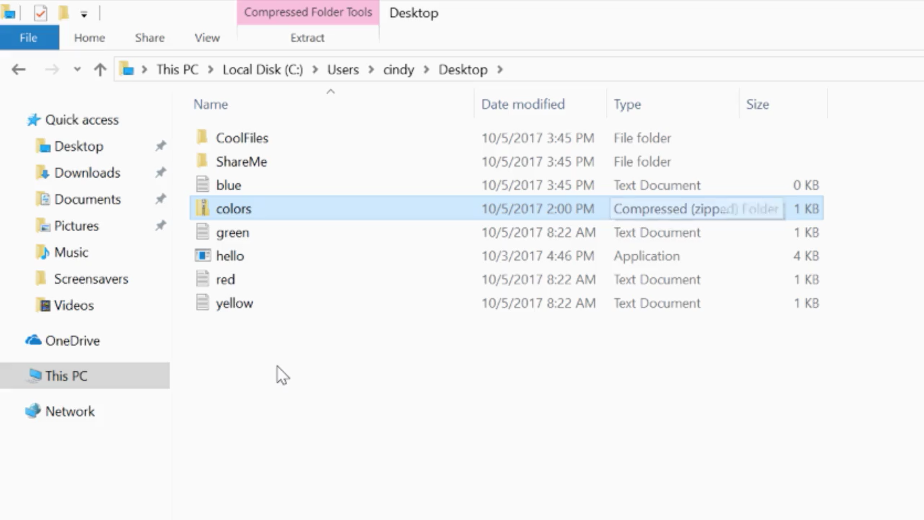 Compressed Folder Tools Desktop
File Home Share View Extract
This PC Local Disk (C:) Users cindy Desktop
Name Date modified Type Size
Quick access
Desktop
Downloads
Documents
Pictures
Music
Screensavers
Videos
OneDrive
This PC
Network
CoolFiles 10/5/2017 3:45 PM File folder
ShareMe 10/5/2017 3:45 PM File folder
blue 10/5/2017 3:45 PM Text Document 0 KB
colors 10/5/2017 2:00 PM Compressed (zipped) Folder 1 KB
green 10/5/2017 8:22 AM Text Document 1 KB
hello 10/3/2017 4:46 PM Application 4 KB
red 10/5/2017 8:22 AM Text Document 1 KB
yellow 10/5/2017 8:22 AM Text Document 1 KB